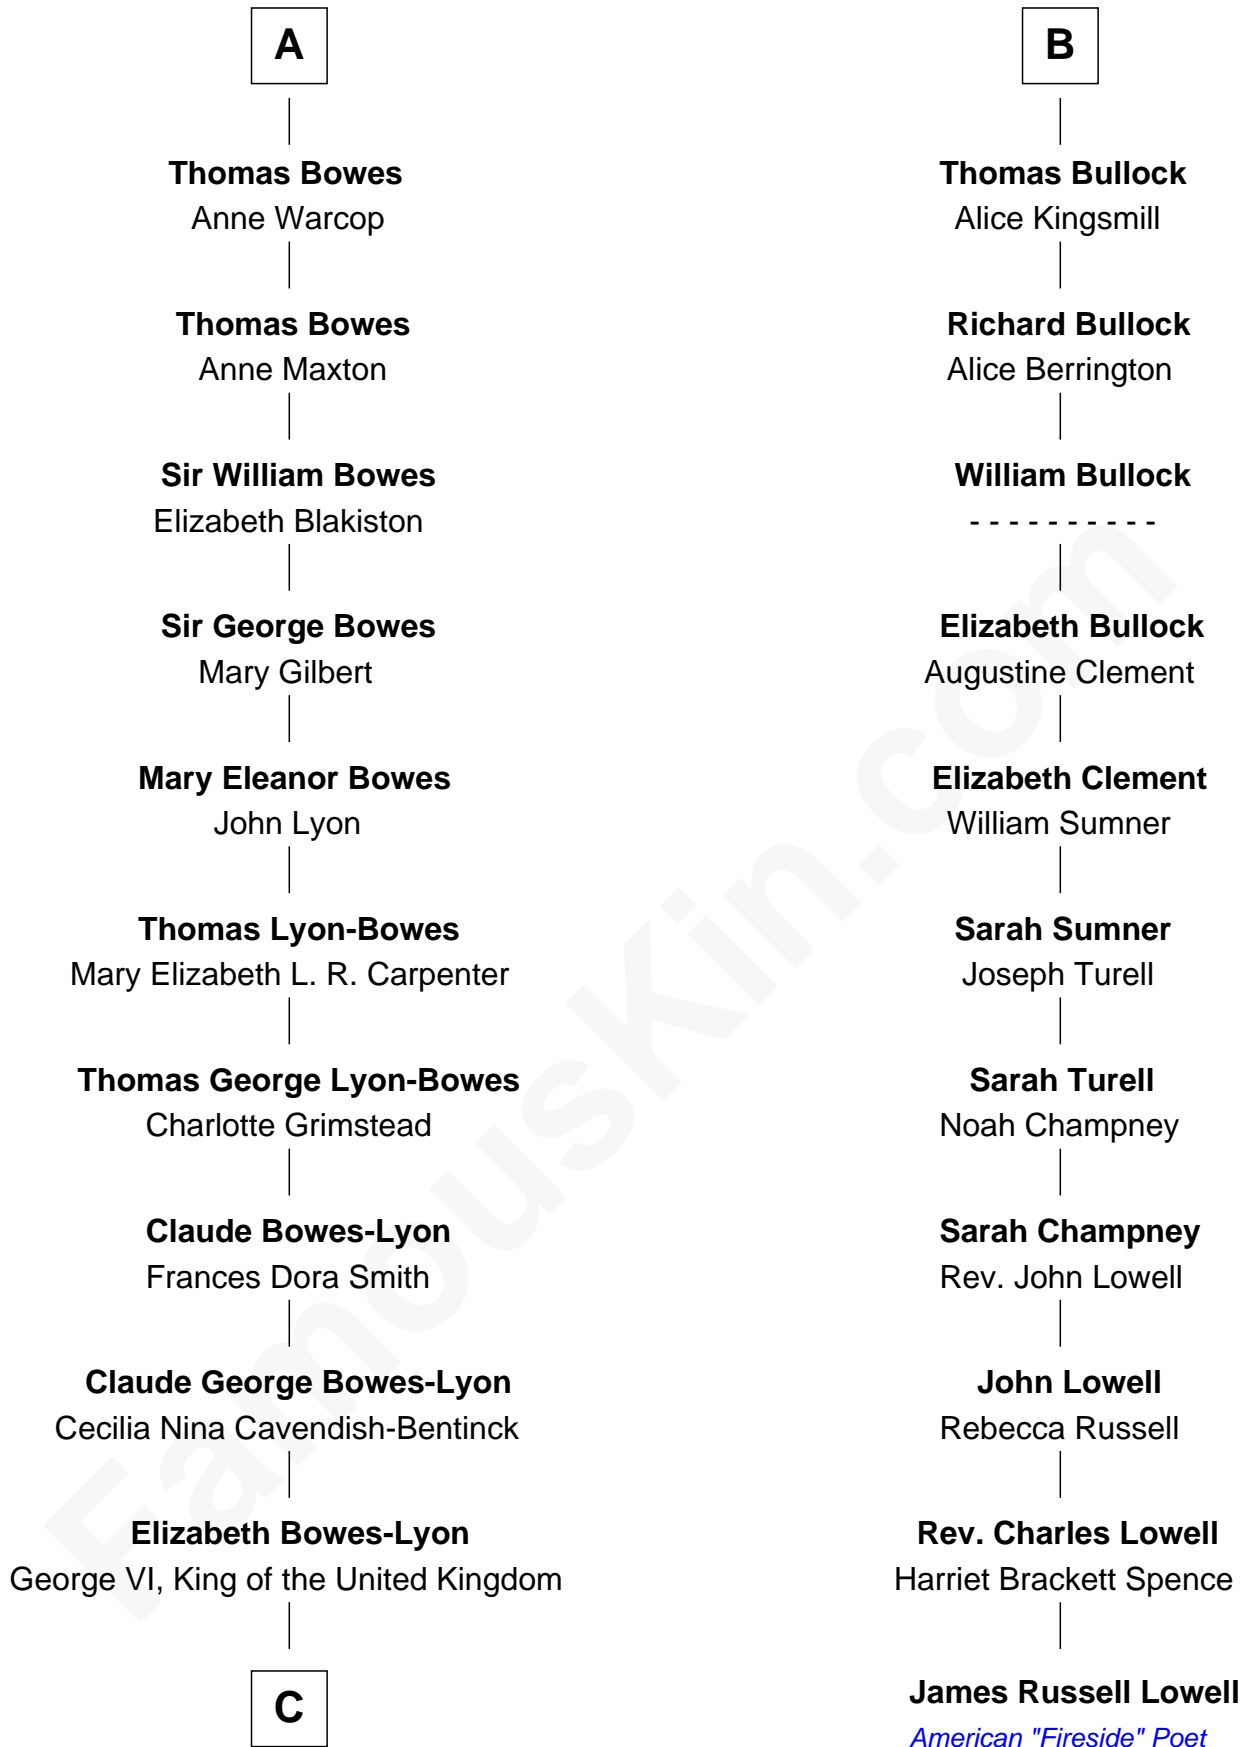 A
Thomas Bowes
Anne Warcop
Thomas Bowes
Anne Maxton
Sir William Bowes
Elizabeth Blakiston
Sir George Bowes
Mary Gilbert
Mary Eleanor Bowes
John Lyon
Thomas Lyon-Bowes
Mary Elizabeth L. R. Carpenter
Thomas George Lyon-Bowes
Charlotte Grimstead
Claude Bowes-Lyon
Frances Dora Smith
Claude George Bowes-Lyon
Cecilia Nina Cavendish-Bentinck
Elizabeth Bowes-Lyon
George VI, King of the United Kingdom
C
B
Thomas Bullock
Alice Kingsmill
Richard Bullock
Alice Berrington
William Bullock
- - - - - - - - - -
Elizabeth Bullock
Augustine Clement
Elizabeth Clement
William Sumner
Sarah Sumner
Joseph Turell
Sarah Turell
Noah Champney
Sarah Champney
Rev. John Lowell
John Lowell
Rebecca Russell
Rev. Charles Lowell
Harriet Brackett Spence
James Russell Lowell
American "Fireside" Poet
FamousKin.com